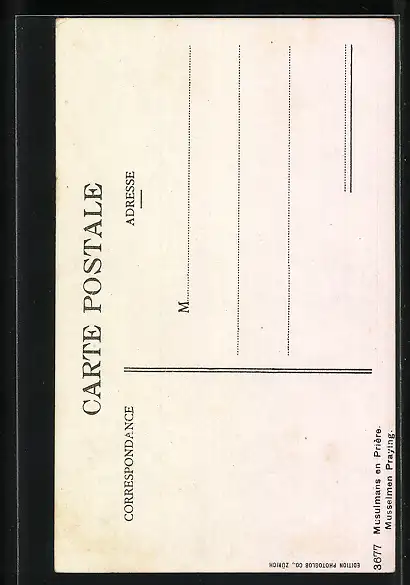 CARTE POSTALE
CORRESPONDANCE
ADRESSE
M
3677 Musulmans en Prière.
Musselmen Praying.
EDITION PHOTOGLOB CO., ZÜRICH